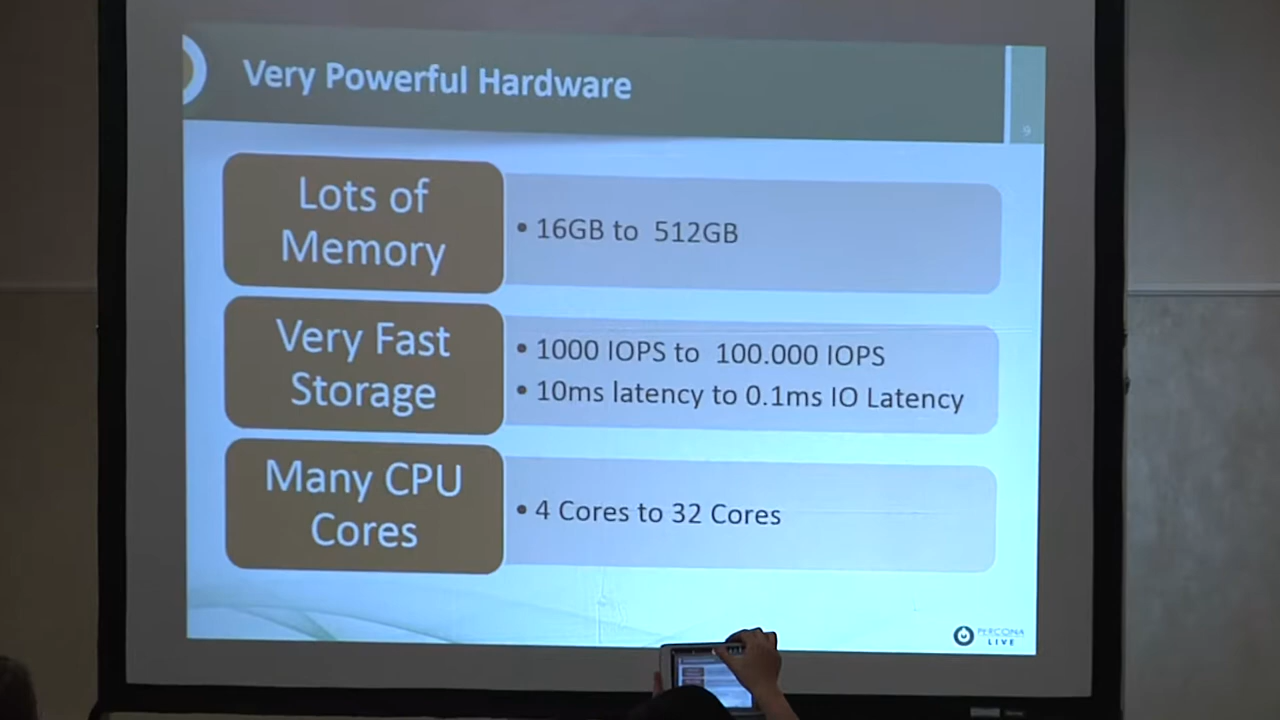 Very Powerful Hardware
9
Lots of
Memory
• 16GB to 512GB
Very Fast
Storage
• 1000 IOPS to 100.000 IOPS
• 10ms latency to 0.1ms IO Latency
Many CPU
Cores
• 4 Cores to 32 Cores
PERCONA
LIVE